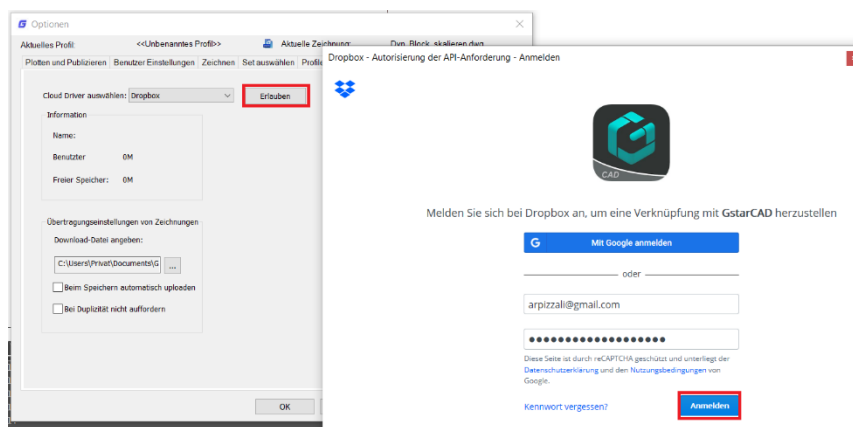 Optionen
Aktuelles Profil: <<Unbenanntes Profil>> Aktuelle Zeichnung: Dyn_Block_skalieren.dwg
Plotten und Publizieren Benutzer Einstellungen Zeichnen Set auswählen Profile
Cloud Driver auswählen: Dropbox Erlauben
Information
Name:
Benutzter 0M
Freier Speicher: 0M
Übertragungseinstellungen von Zeichnungen
Download-Datei angeben:
C:\Users\Privat\Documents\G ...
Beim Speichern automatisch uploaden
Bei Duplizität nicht auffordern
OK
Dropbox - Autorisierung der API-Anforderung - Anmelden
CAD
Melden Sie sich bei Dropbox an, um eine Verknüpfung mit GstarCAD herzustellen
G Mit Google anmelden
oder
arpizzali@gmail.com
Diese Seite ist durch reCAPTCHA geschützt und unterliegt der
Datenschutzerklärung und den Nutzungsbedingungen von
Google.
Kennwort vergessen? Anmelden